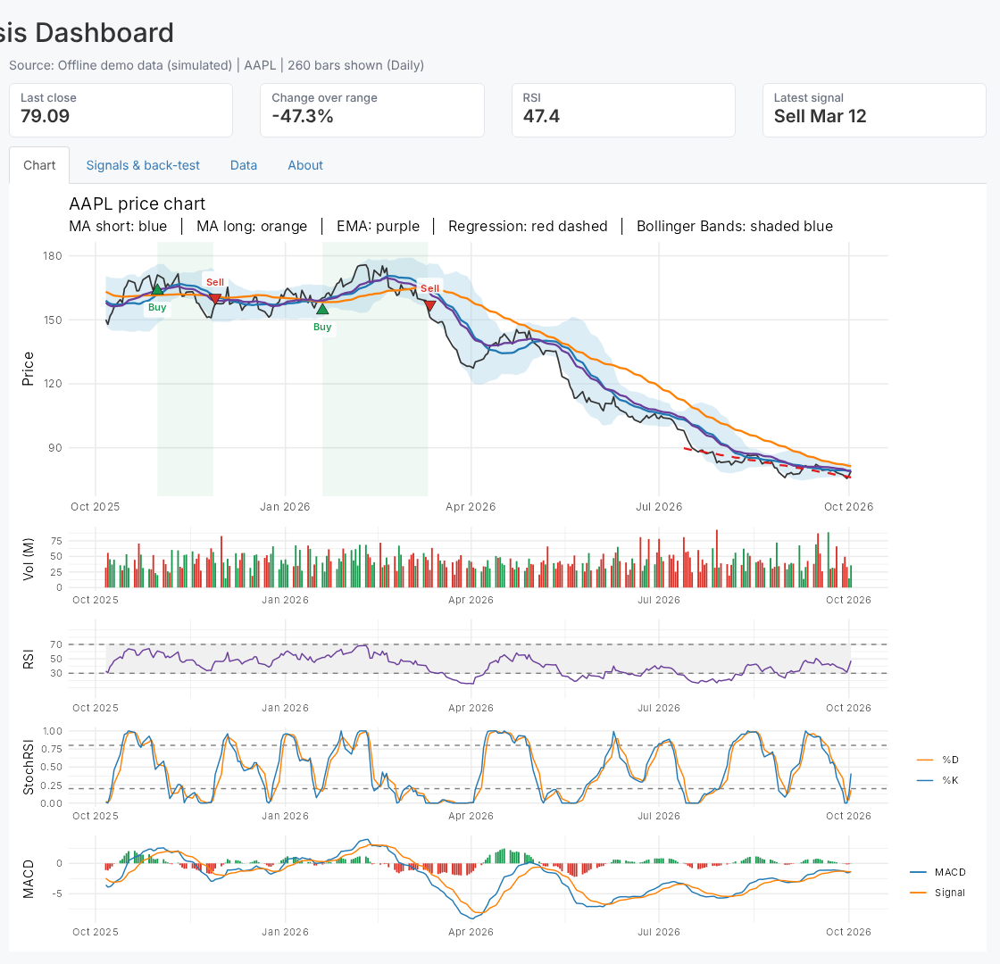 sis Dashboard
Source: Offline demo data (simulated) | AAPL | 260 bars shown (Daily)
Last close
79.09
Change over range
-47.3%
RSI
47.4
Latest signal
Sell Mar 12
Chart
Signals & back-test
Data
About
AAPL price chart
MA short: blue | MA long: orange | EMA: purple | Regression: red dashed | Bollinger Bands: shaded blue
Price
180
150
120
90
Buy
Sell
Buy
Sell
Oct 2025
Jan 2026
Apr 2026
Jul 2026
Oct 2026
Vol (M)
75
50
25
0
Oct 2025
Jan 2026
Apr 2026
Jul 2026
Oct 2026
RSI
70
50
30
Oct 2025
Jan 2026
Apr 2026
Jul 2026
Oct 2026
StochRSI
1.00
0.75
0.50
0.25
0.00
%D
%K
Oct 2025
Jan 2026
Apr 2026
Jul 2026
Oct 2026
MACD
0
-5
MACD
Signal
Oct 2025
Jan 2026
Apr 2026
Jul 2026
Oct 2026